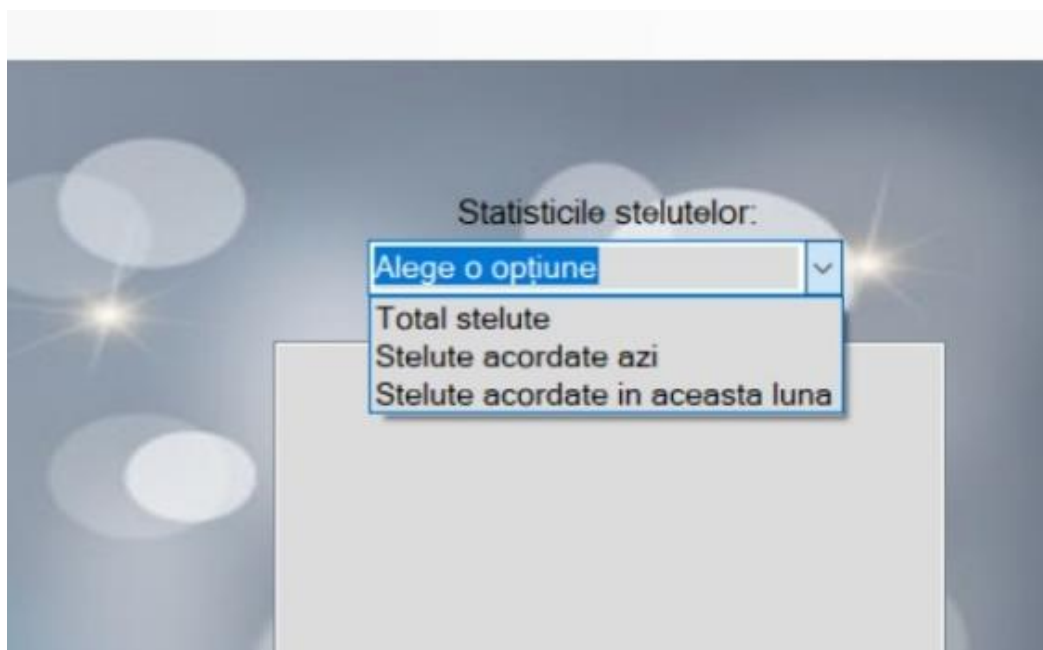 Statisticile stelutelor:
Alege o opțiune
Total stelute
Stelute acordate azi
Stelute acordate in aceasta luna